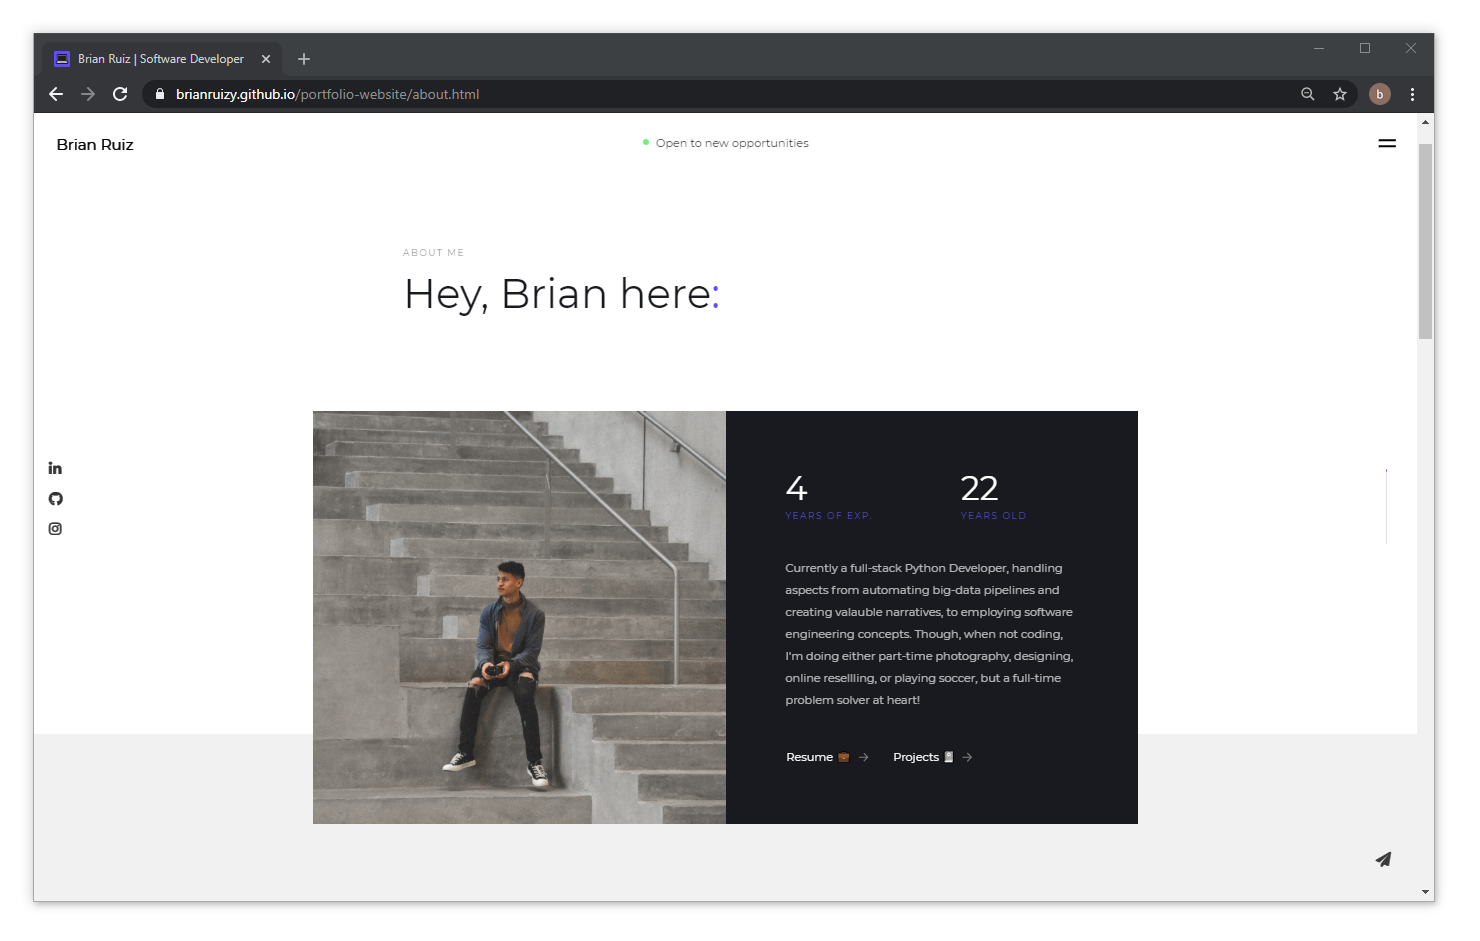 Brian Ruiz | Software Developer
brianruizy.github.io/portfolio-website/about.html
b
Brian Ruiz
Open to new opportunities
ABOUT ME
Hey, Brian here:
4
YEARS OF EXP.
22
YEARS OLD
Currently a full-stack Python Developer, handling
aspects from automating big-data pipelines and
creating valauble narratives, to employing software
engineering concepts. Though, when not coding,
I'm doing either part-time photography, designing,
online resellling, or playing soccer, but a full-time
problem solver at heart!
Resume 💼 →
Projects →